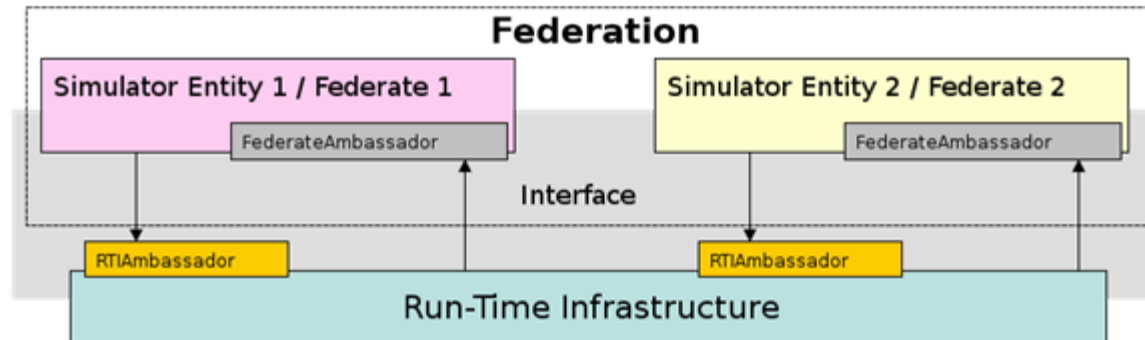 Federation
Simulator Entity 1 / Federate 1
Simulator Entity 2 / Federate 2
FederateAmbassador
FederateAmbassador
Interface
RTIAmbassador
RTIAmbassador
Run-Time Infrastructure